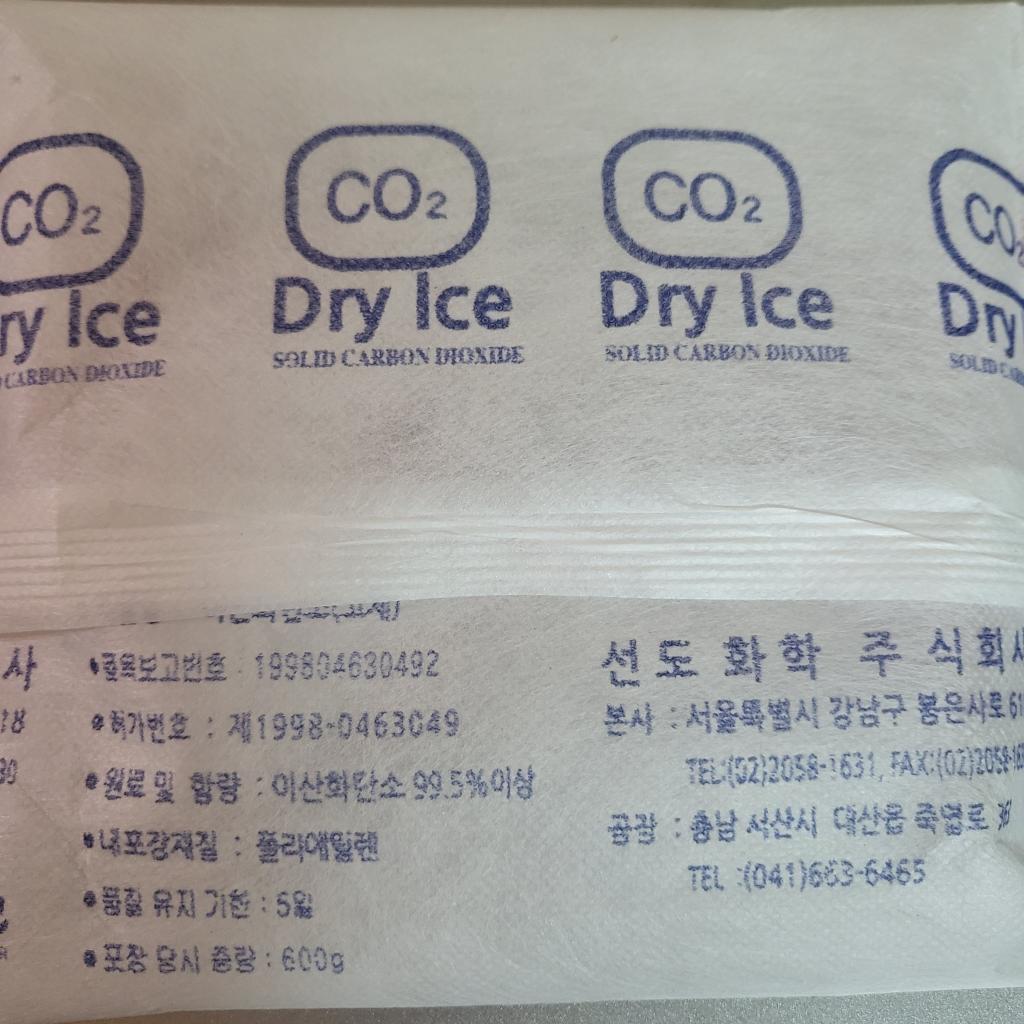 CO₂ CO₂ CO₂ CO₂
ry Ice Dry Ice Dry Ice Dry
CARBON DIOXIDE SOLID CARBON DIOXIDE SOLID CARBON DIOXIDE SOLID
사
•품목보고번호 : 199804630492
•허가번호 : 제1998-0463049
•원료 및 함량 : 이산화탄소 99.5%이상
•내포장재질 : 폴리에틸렌
•품질 유지 기한 : 5일
•포장 당시 중량 : 600g
선도화학 주식회사
본사 : 서울특별시 강남구 봉은사로
TEL:(02)2058-1631, FAX:(02)2058-
공장 : 충남 서산시 대산읍 죽엽로
TEL :(041)663-6465